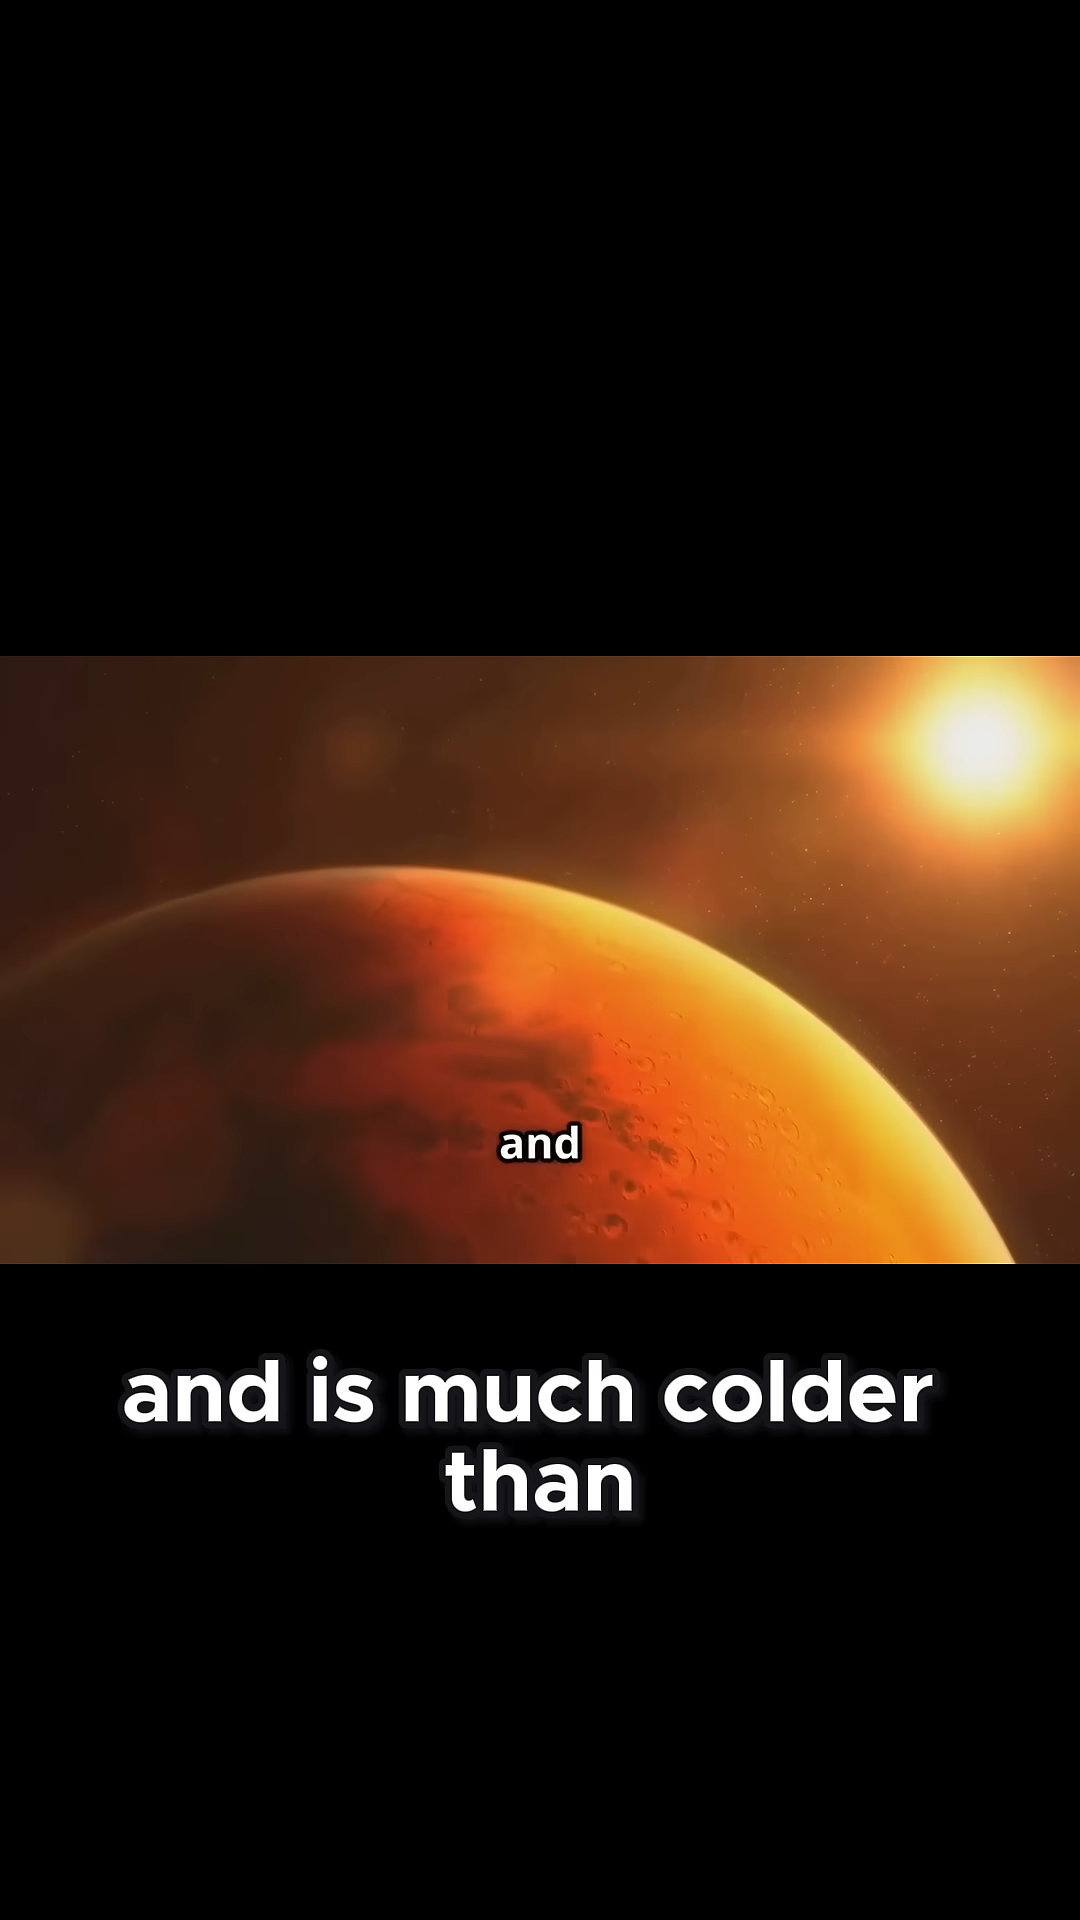 and
and is much colder
than